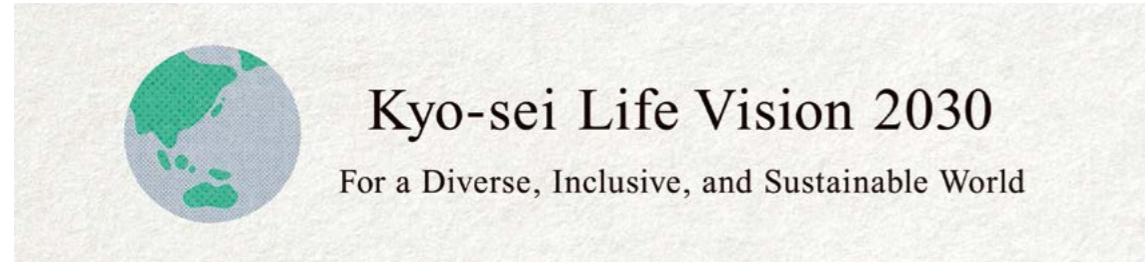 Kyo-sei Life Vision 2030
For a Diverse, Inclusive, and Sustainable World